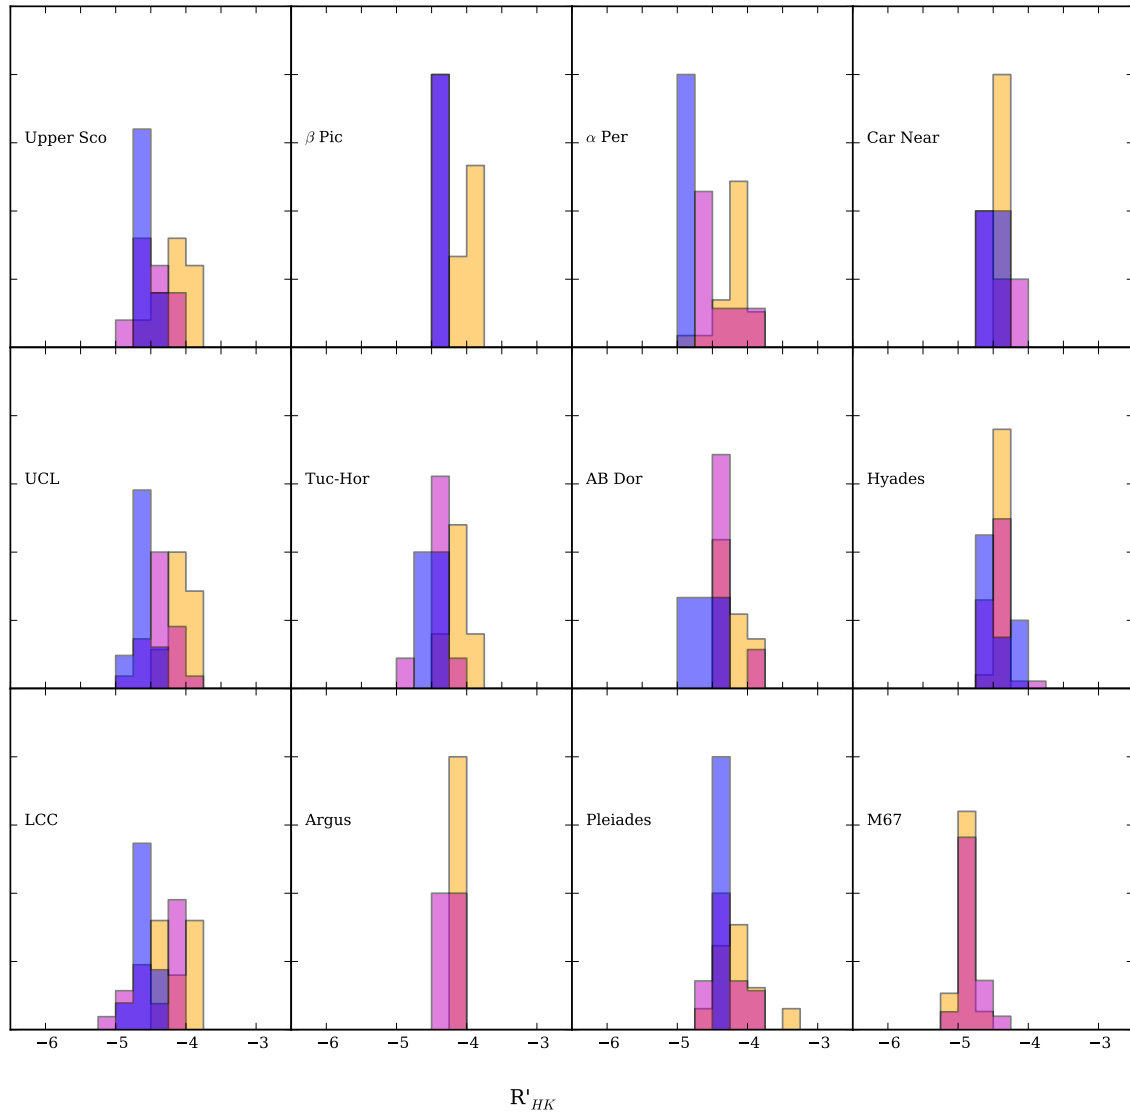 Upper Sco
β Pic
α Per
Car Near
UCL
Tuc-Hor
AB Dor
Hyades
LCC
Argus
Pleiades
M67
−6 −5 −4 −3
−6 −5 −4 −3
−6 −5 −4 −3
−6 −5 −4 −3
R'HK